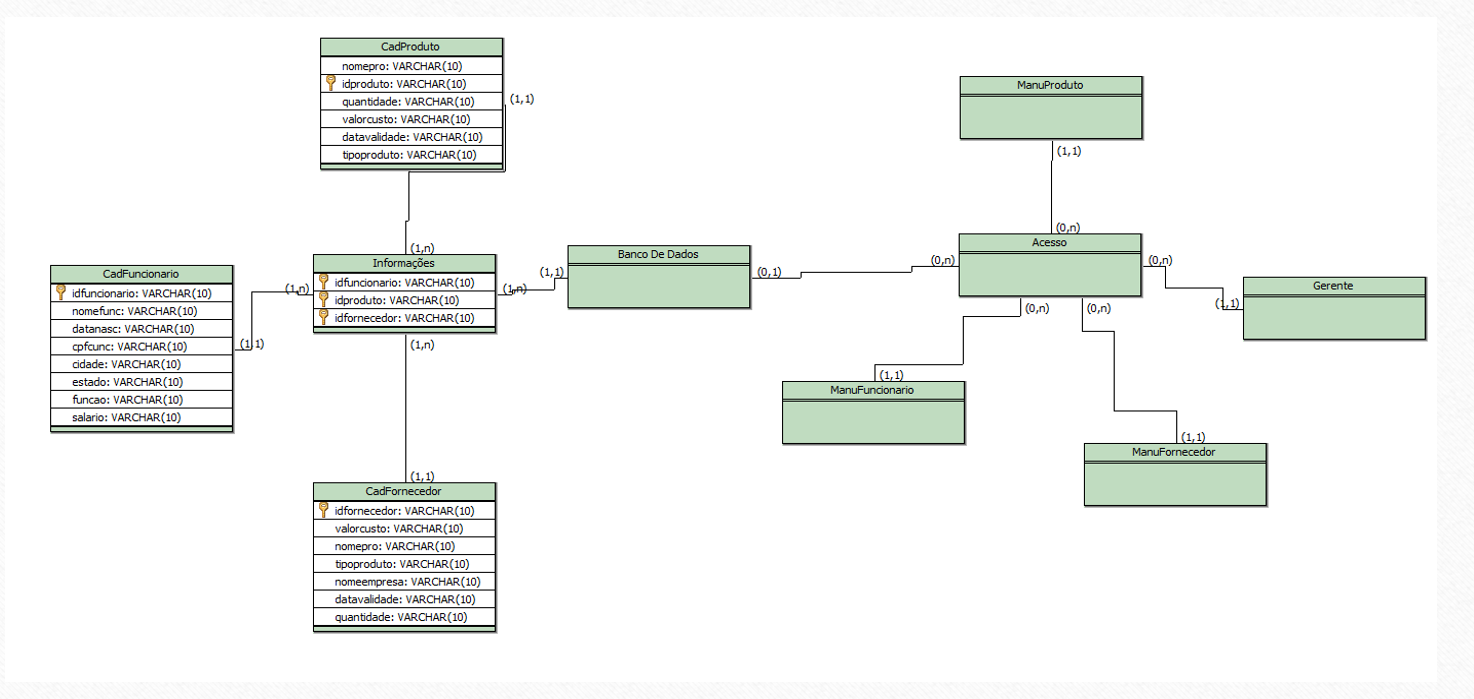 CadProduto
nomepro: VARCHAR(10)
idproduto: VARCHAR(10)
quantidade: VARCHAR(10)
valorcusto: VARCHAR(10)
datavalidade: VARCHAR(10)
tipoproduto: VARCHAR(10)
(1,1)
(1,n)
CadFuncionario
idfuncionario: VARCHAR(10)
nomefunc: VARCHAR(10)
datanasc: VARCHAR(10)
cpfcunc: VARCHAR(10)
cidade: VARCHAR(10)
estado: VARCHAR(10)
funcao: VARCHAR(10)
salario: VARCHAR(10)
(1,1)
(1,n)
Informações
idfuncionario: VARCHAR(10)
idproduto: VARCHAR(10)
idfornecedor: VARCHAR(10)
(1,n)
(1,n)
(1,1)
CadFornecedor
idfornecedor: VARCHAR(10)
valorcusto: VARCHAR(10)
nomepro: VARCHAR(10)
tipoproduto: VARCHAR(10)
nomeempresa: VARCHAR(10)
datavalidade: VARCHAR(10)
quantidade: VARCHAR(10)
(1,1)
Banco De Dados
(0,1)
(0,n)
ManuProduto
(1,1)
(0,n)
Acesso
(0,n)
(1,1)
Gerente
(0,n)
(0,n)
(1,1)
ManuFuncionario
(1,1)
ManuFornecedor